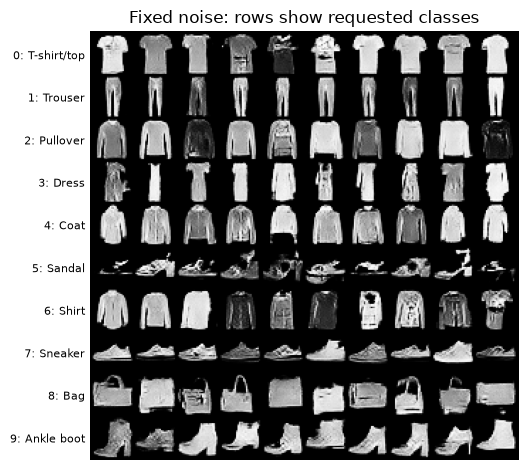 Fixed noise: rows show requested classes
0: T-shirt/top
1: Trouser
2: Pullover
3: Dress
4: Coat
5: Sandal
6: Shirt
7: Sneaker
8: Bag
9: Ankle boot